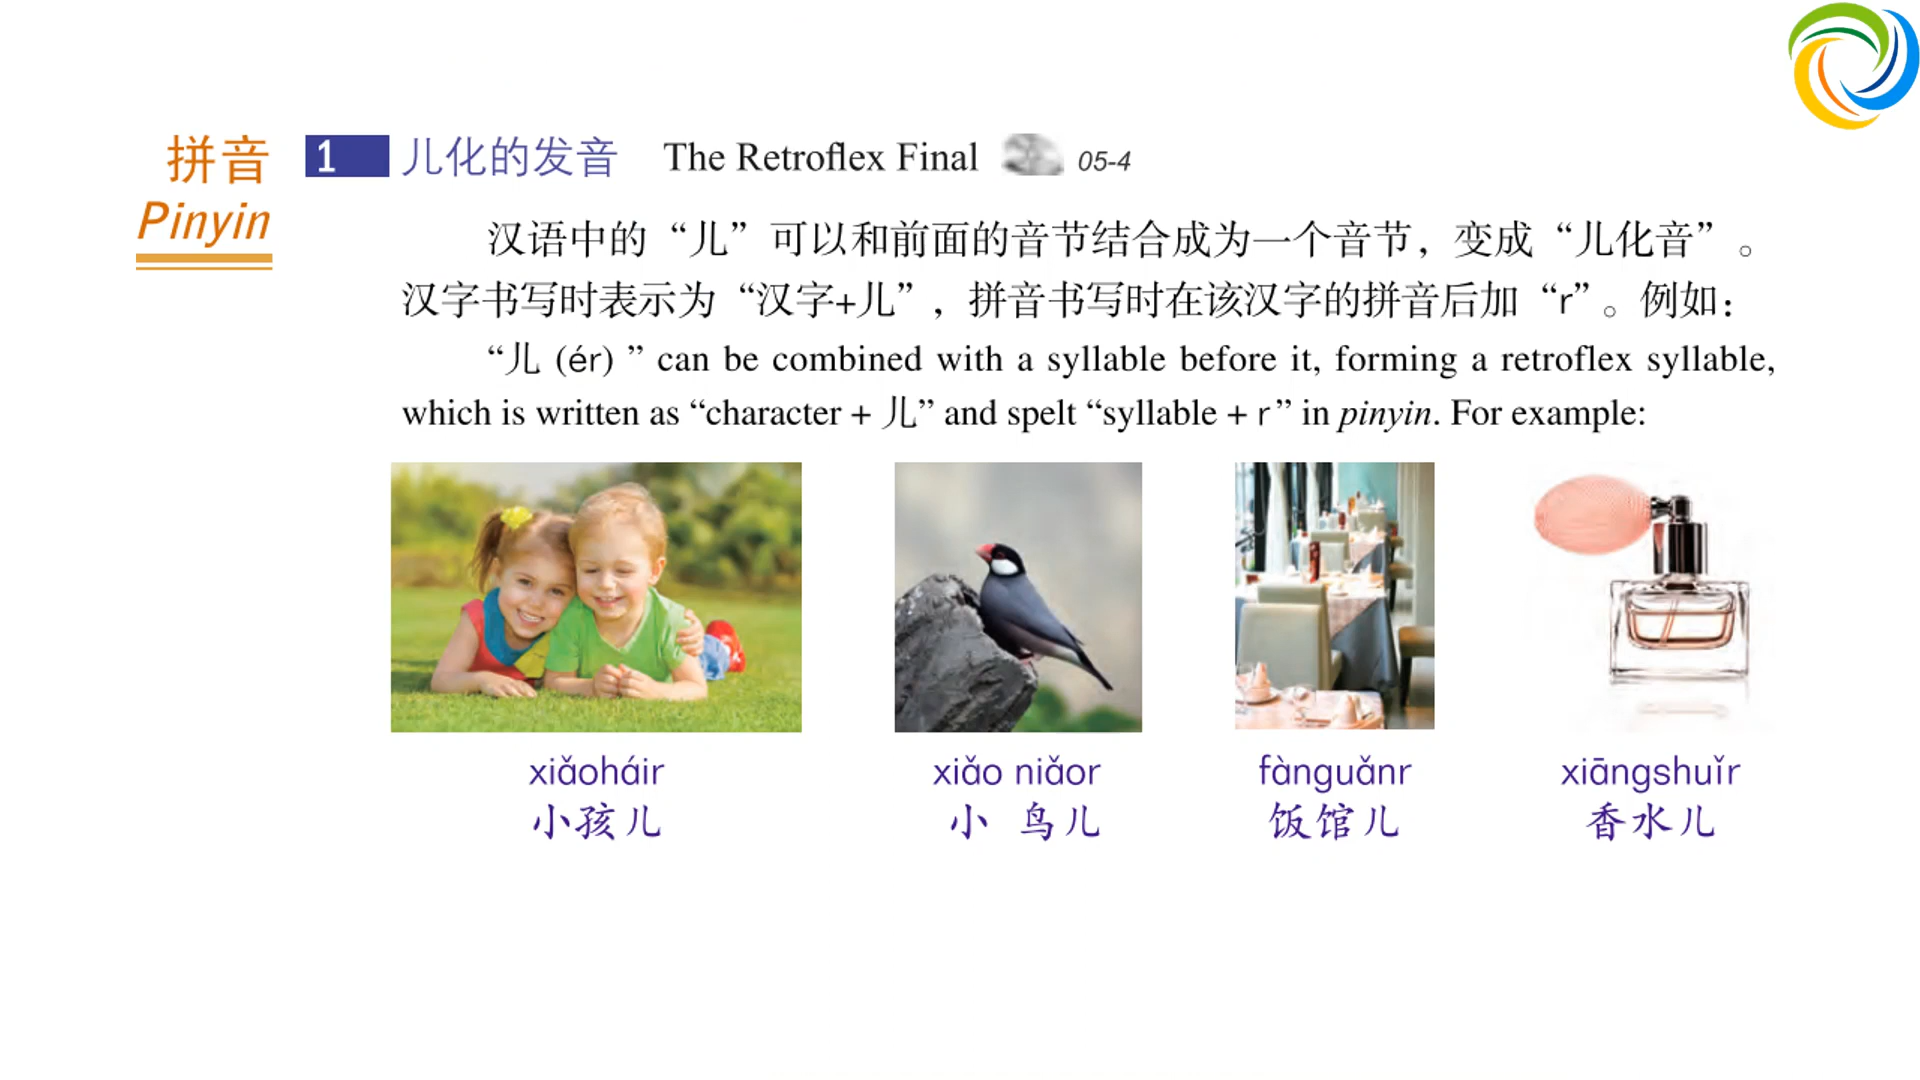 拼音
Pinyin
1 儿化的发音 The Retroflex Final 05-4
汉语中的“儿”可以和前面的音节结合成为一个音节，变成“儿化音”。
汉字书写时表示为“汉字+儿”，拼音书写时在该汉字的拼音后加“r”。例如：
“儿 (ér) ” can be combined with a syllable before it, forming a retroflex syllable,
which is written as “character + 儿” and spelt “syllable + r” in pinyin. For example:
xiǎoháir
小孩儿
xiǎo niǎor
小 鸟儿
fànguǎnr
饭馆儿
xiāngshuǐr
香水儿